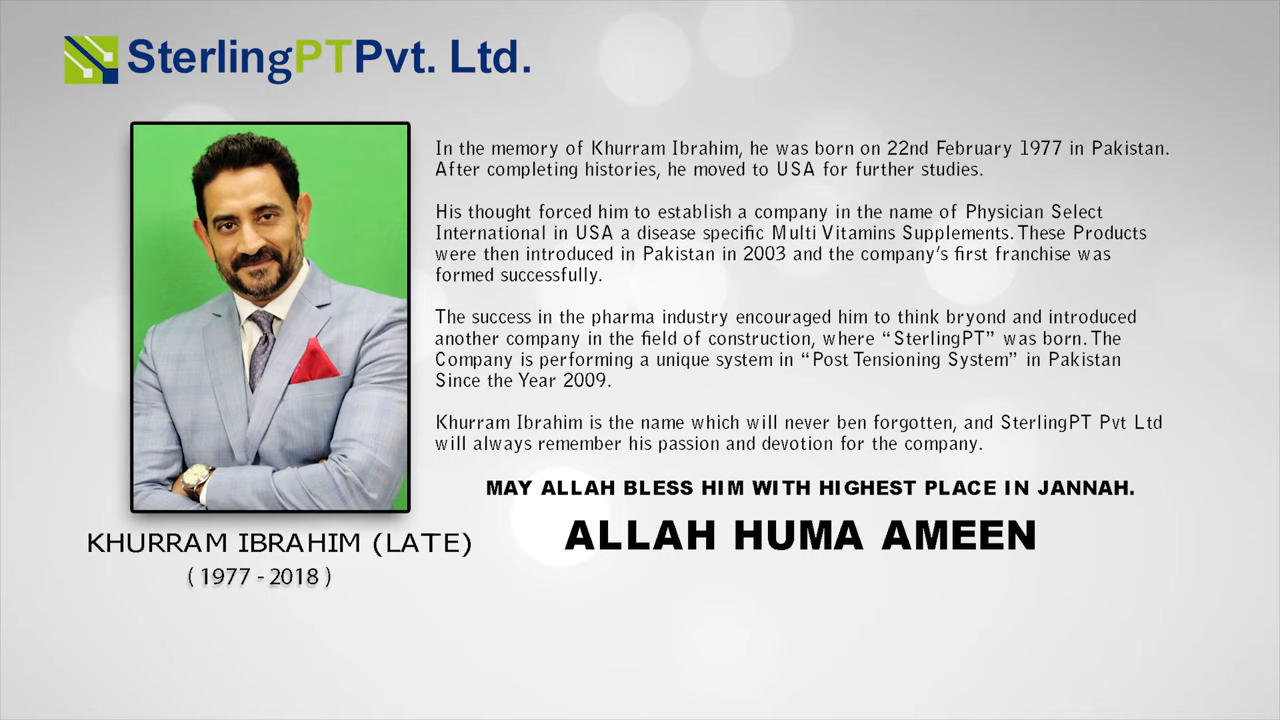 SterlingPTPvt. Ltd.
In the memory of Khurram Ibrahim, he was born on 22nd February 1977 in Pakistan.
After completing histories, he moved to USA for further studies.
His thought forced him to establish a company in the name of Physician Select
International in USA a disease specific Multi Vitamins Supplements. These Products
were then introduced in Pakistan in 2003 and the company's first franchise was
formed successfully.
The success in the pharma industry encouraged him to think bryond and introduced
another company in the field of construction, where “SterlingPT” was born. The
Company is performing a unique system in “Post Tensioning System” in Pakistan
Since the Year 2009.
Khurram Ibrahim is the name which will never ben forgotten, and SterlingPT Pvt Ltd
will always remember his passion and devotion for the company.
MAY ALLAH BLESS HIM WITH HIGHEST PLACE IN JANNAH.
ALLAH HUMA AMEEN
KHURRAM IBRAHIM (LATE)
( 1977 - 2018 )